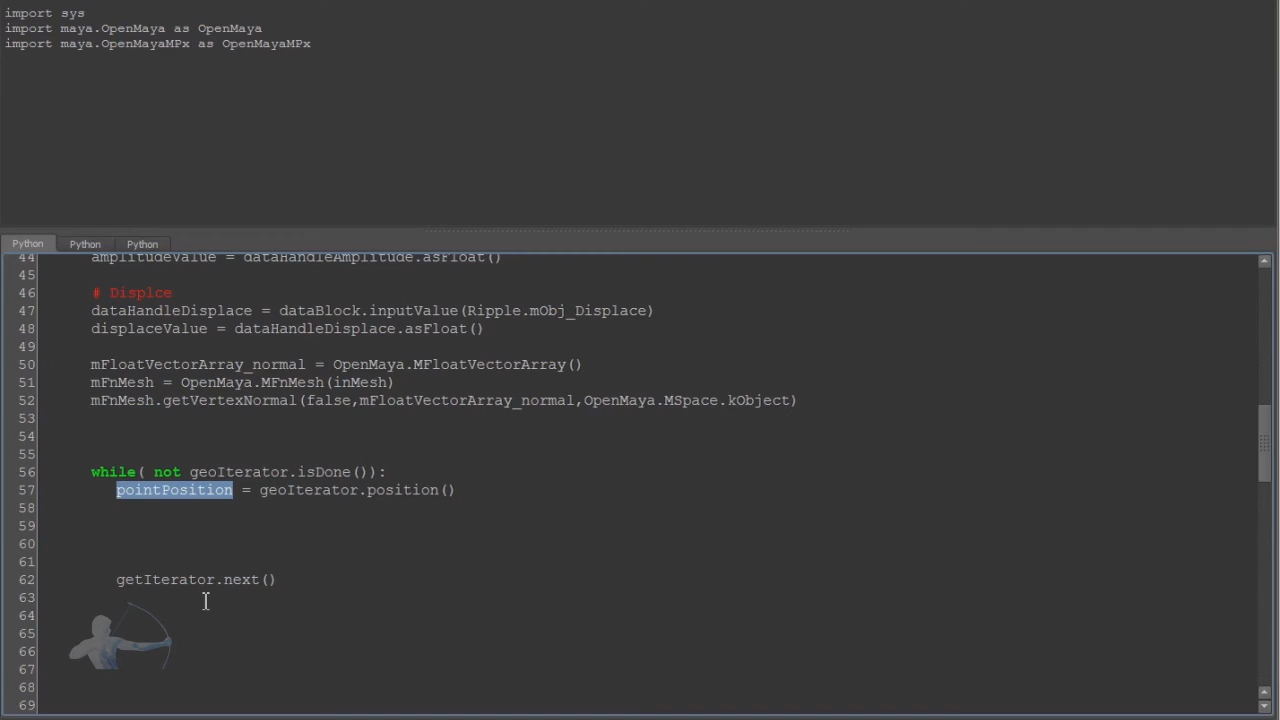 import sys
import maya.OpenMaya as OpenMaya
import maya.OpenMayaMPx as OpenMayaMPx
Python Python Python
44 amplitudeValue = dataHandleAmplitude.asFloat()
45
46 # Displce
47 dataHandleDisplace = dataBlock.inputValue(Ripple.mObj_Displace)
48 displaceValue = dataHandleDisplace.asFloat()
49
50 mFloatVectorArray_normal = OpenMaya.MFloatVectorArray()
51 mFnMesh = OpenMaya.MFnMesh(inMesh)
52 mFnMesh.getVertexNormal(false,mFloatVectorArray_normal,OpenMaya.MSpace.kObject)
53
54
55
56 while( not geoIterator.isDone()):
57 pointPosition = geoIterator.position()
58
59
60
61
62 getIterator.next()
63
64
65
66
67
68
69